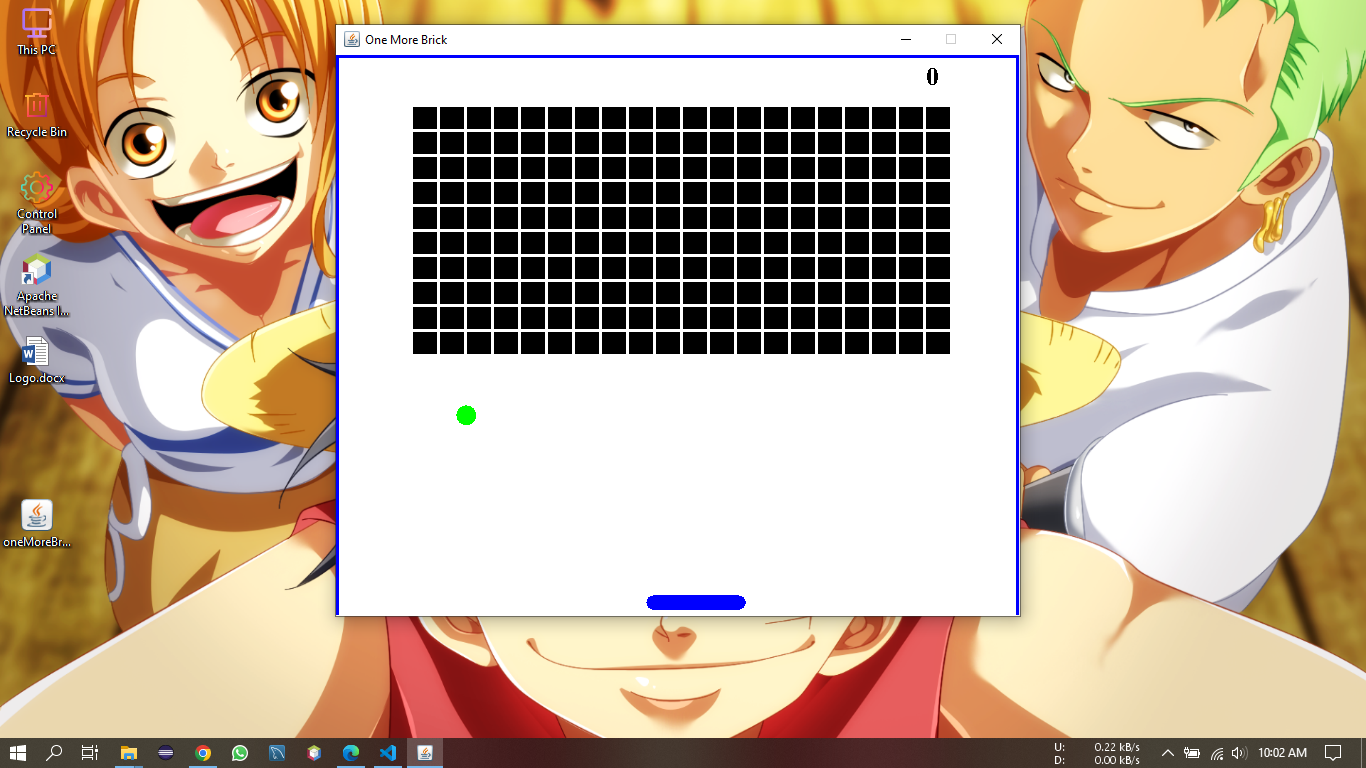 This PC
Recycle Bin
Control
Panel
Apache
NetBeans I...
Logo.docx
oneMoreBr...
One More Brick
0
U: 0.22 kB/s
D: 0.00 kB/s
10:02 AM